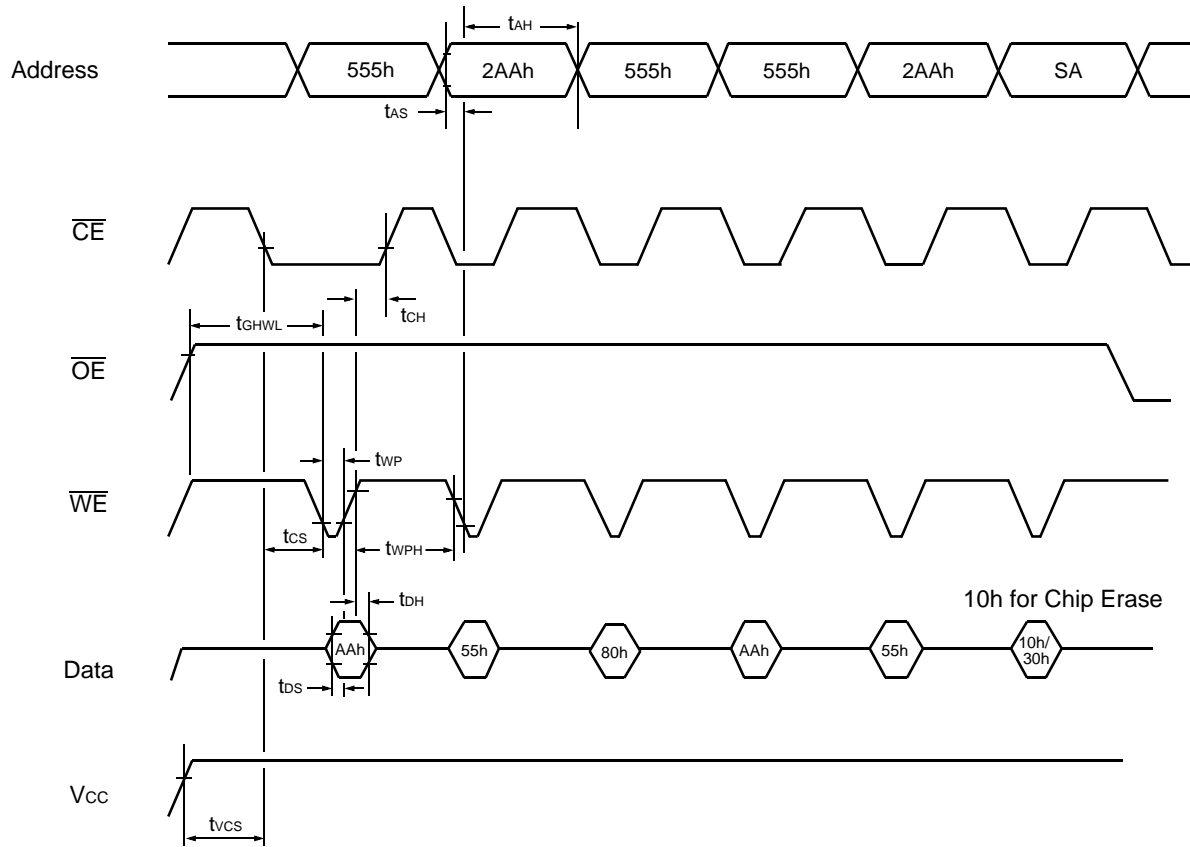 tAH
Address
555h
2AAh
555h
555h
2AAh
SA
tAS
CE
tCH
tGHWL
OE
tWP
WE
tCS
tWPH
10h for Chip Erase
tDH
Data
AAh
55h
80h
AAh
55h
10h/
30h
tDS
VCC
tVCS